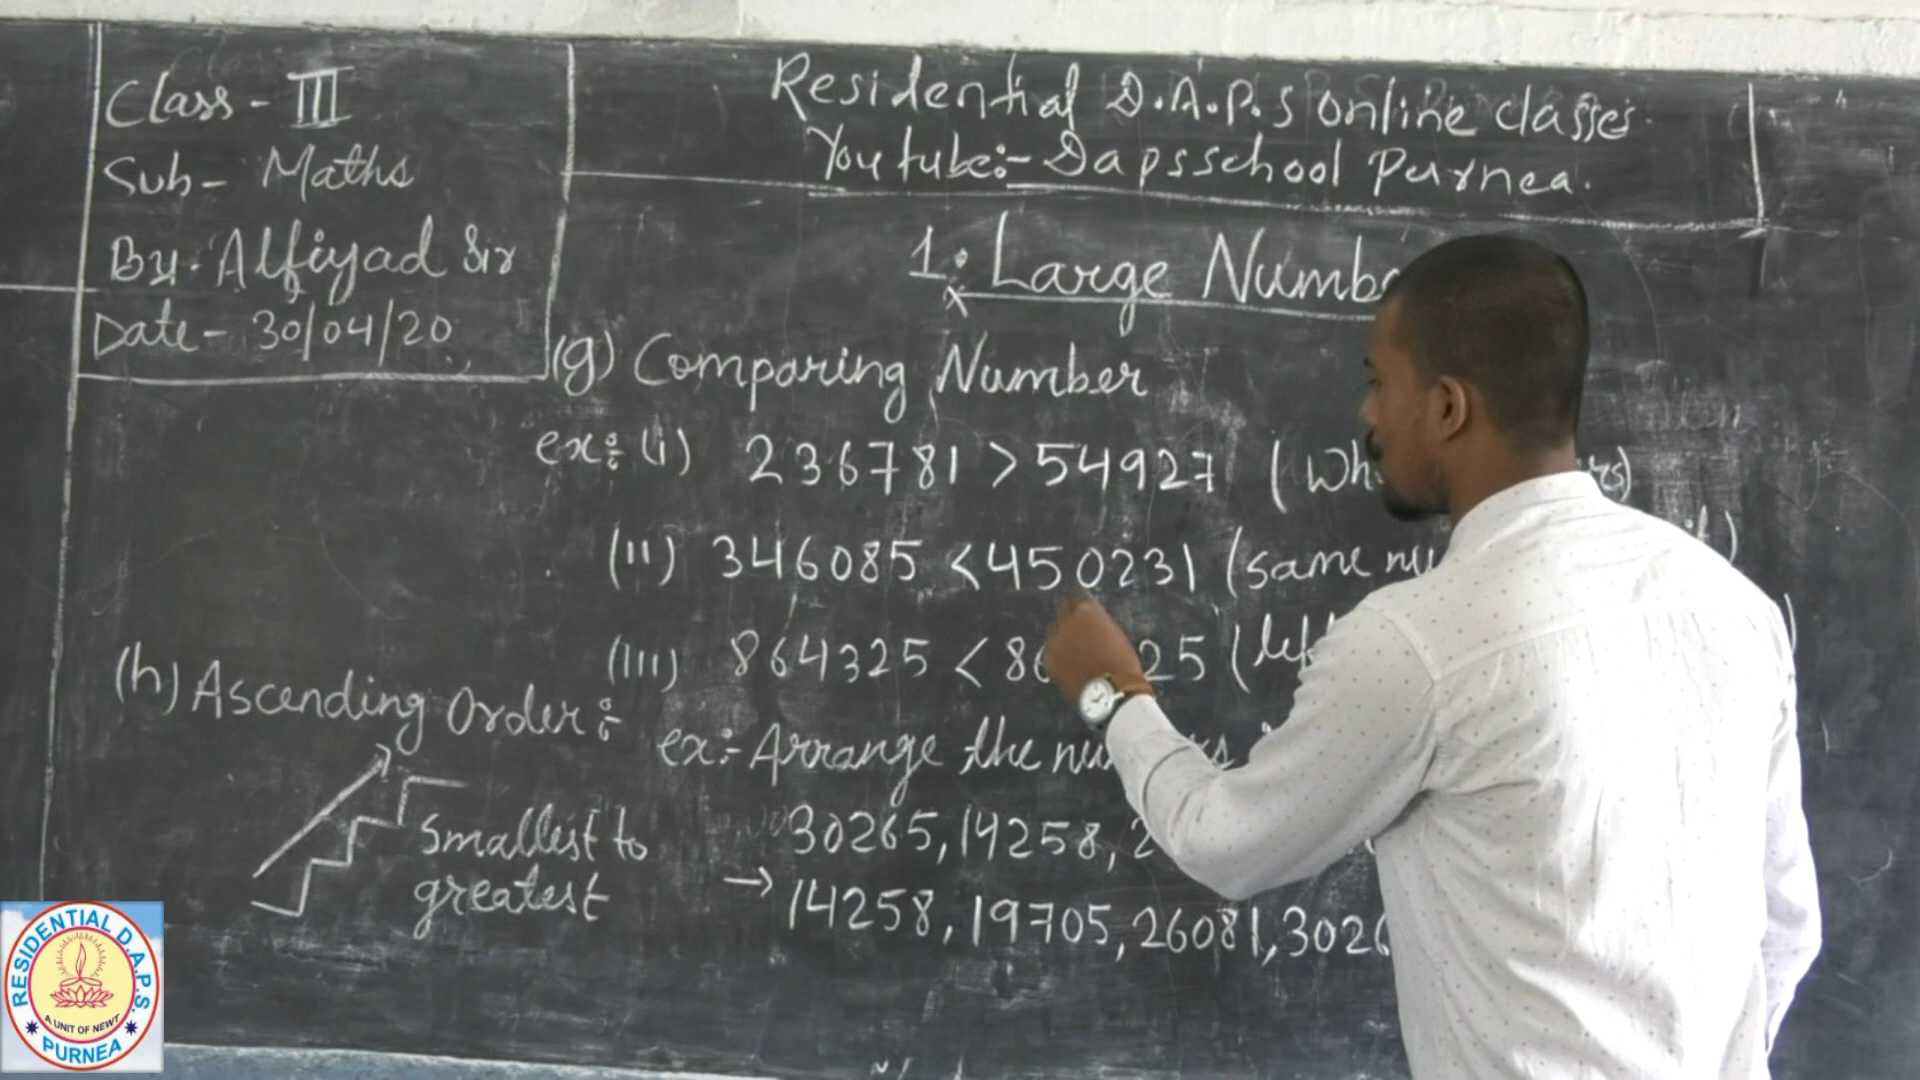 Class - III
Sub - Maths
By - Alfiyad Sir
Date - 30/04/20
Residential D.A.P.S online classes
Youtube:- Dapsschool Purnea.
1. Large
(g) Comparing Number
ex: (i) 236781 > 54927
(ii) 346085 < 450231 (same
(iii) 864325 <
(h) Ascending Order:
Smallest to
greatest
ex:- Arrange the
30265, 14258,
→ 14258, 19705, 26081,
RESIDENTIAL D.A.P.S.
A UNIT OF NEWT
PURNEA